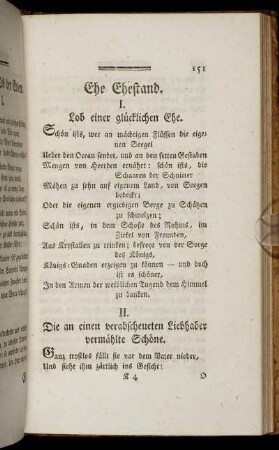 151
Ehe Ehestand.
I.
Lob einer glücklichen Ehe.
Schön ists, wer an mächtigen Flüssen die eige-
nen Seegel
Ueber den Ocean sendet, und an den fetten Gestaden
Mengen von Heerden ernährt: schön ists, die
Schaaren der Schnitter
Mähen zu sehn auf eigenem Land, von Seegen
bedeckt;
Oder die eigenen ergiebigen Berge zu Schätzen
zu schmelzen;
Schön ists, in dem Schoße des Ruhms, im
Zirkel von Freunden,
Aus Krystallen zu trinken; befreyt von der Sorge
des Königs,
Königs-Gnaden erzeigen zu können — und doch
ist es schöner,
In den Armen der weiblichen Tugend dem Himmel
zu danken.
II.
Die an einen verabscheueten Liebhaber
vermählte Schöne.
Ganz trostlos fällt sie vor dem Vater nieder,
Und sieht ihm zärtlich ins Gesicht:
K 4
D